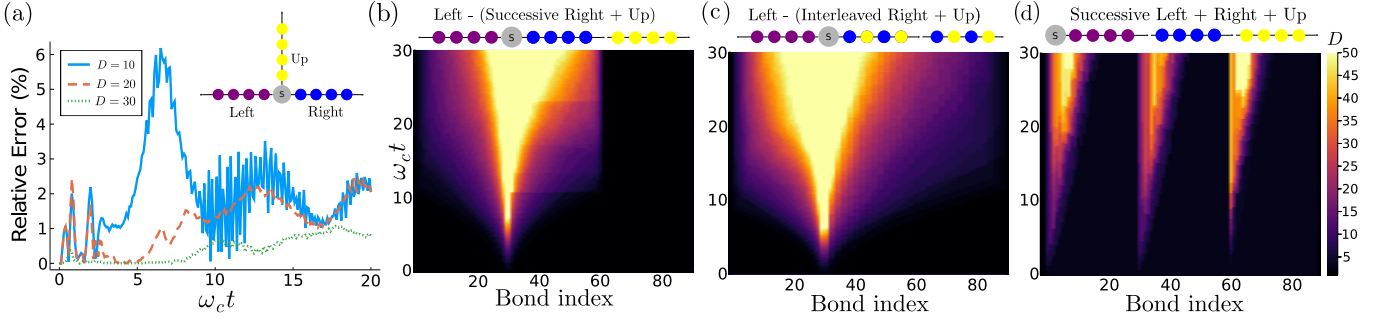 (a)
Relative Error (%)
6
5
4
3
2
1
0
D = 10
D = 20
D = 30
Up
S
Left
Right
0
5
10
15
20
ω_c t
(b)
Left - (Successive Right + Up)
S
30
20
10
0
ω_c t
20
40
60
80
Bond index
(c)
Left - (Interleaved Right + Up)
S
30
20
10
0
20
40
60
80
Bond index
(d)
Successive Left + Right + Up
S
30
20
10
0
20
40
60
80
Bond index
D
50
45
40
35
30
25
20
15
10
5